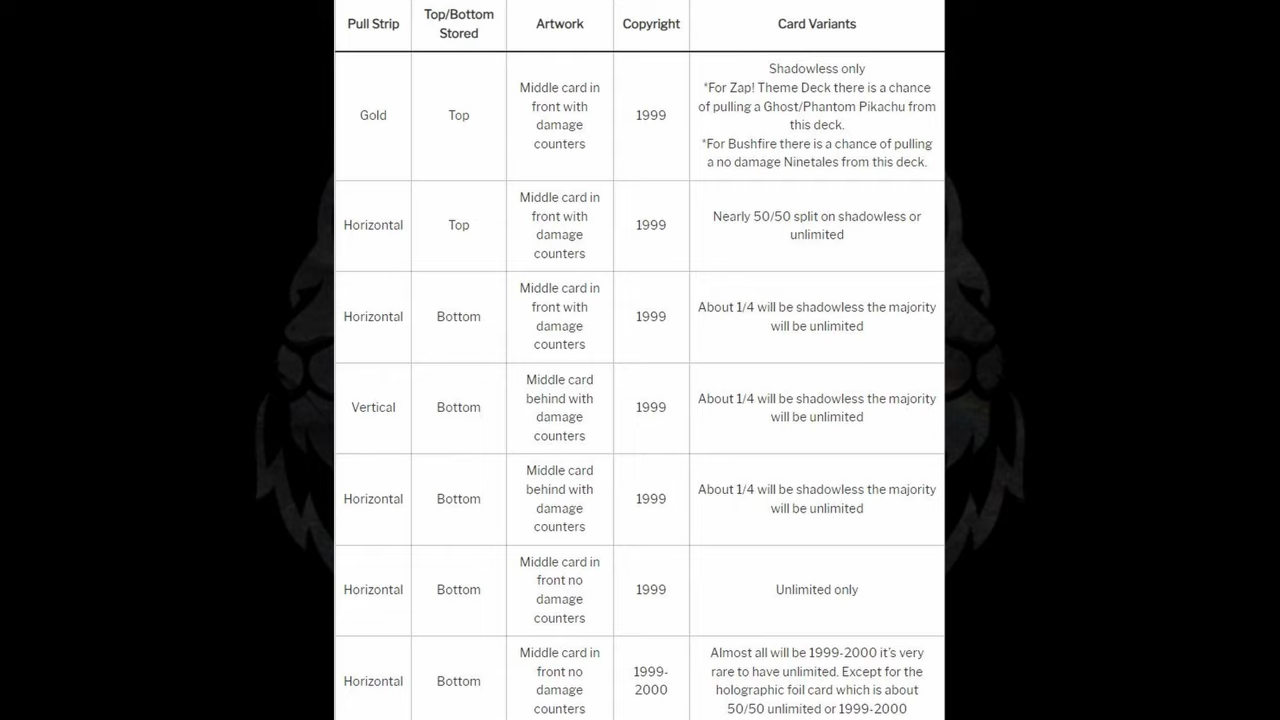 Pull Strip
Top/Bottom
Stored
Artwork
Copyright
Card Variants
Gold
Top
Middle card in
front with
damage
counters
1999
Shadowless only
*For Zap! Theme Deck there is a chance
of pulling a Ghost/Phantom Pikachu from
this deck.
*For Bushfire there is a chance of pulling
a no damage Ninetales from this deck.
Horizontal
Top
Middle card in
front with
damage
counters
1999
Nearly 50/50 split on shadowless or
unlimited
Horizontal
Bottom
Middle card in
front with
damage
counters
1999
About 1/4 will be shadowless the majority
will be unlimited
Vertical
Bottom
Middle card
behind with
damage
counters
1999
About 1/4 will be shadowless the majority
will be unlimited
Horizontal
Bottom
Middle card
behind with
damage
counters
1999
About 1/4 will be shadowless the majority
will be unlimited
Horizontal
Bottom
Middle card in
front no
damage
counters
1999
Unlimited only
Horizontal
Bottom
Middle card in
front no
damage
counters
1999-
2000
Almost all will be 1999-2000 it's very
rare to have unlimited. Except for the
holographic foil card which is about
50/50 unlimited or 1999-2000